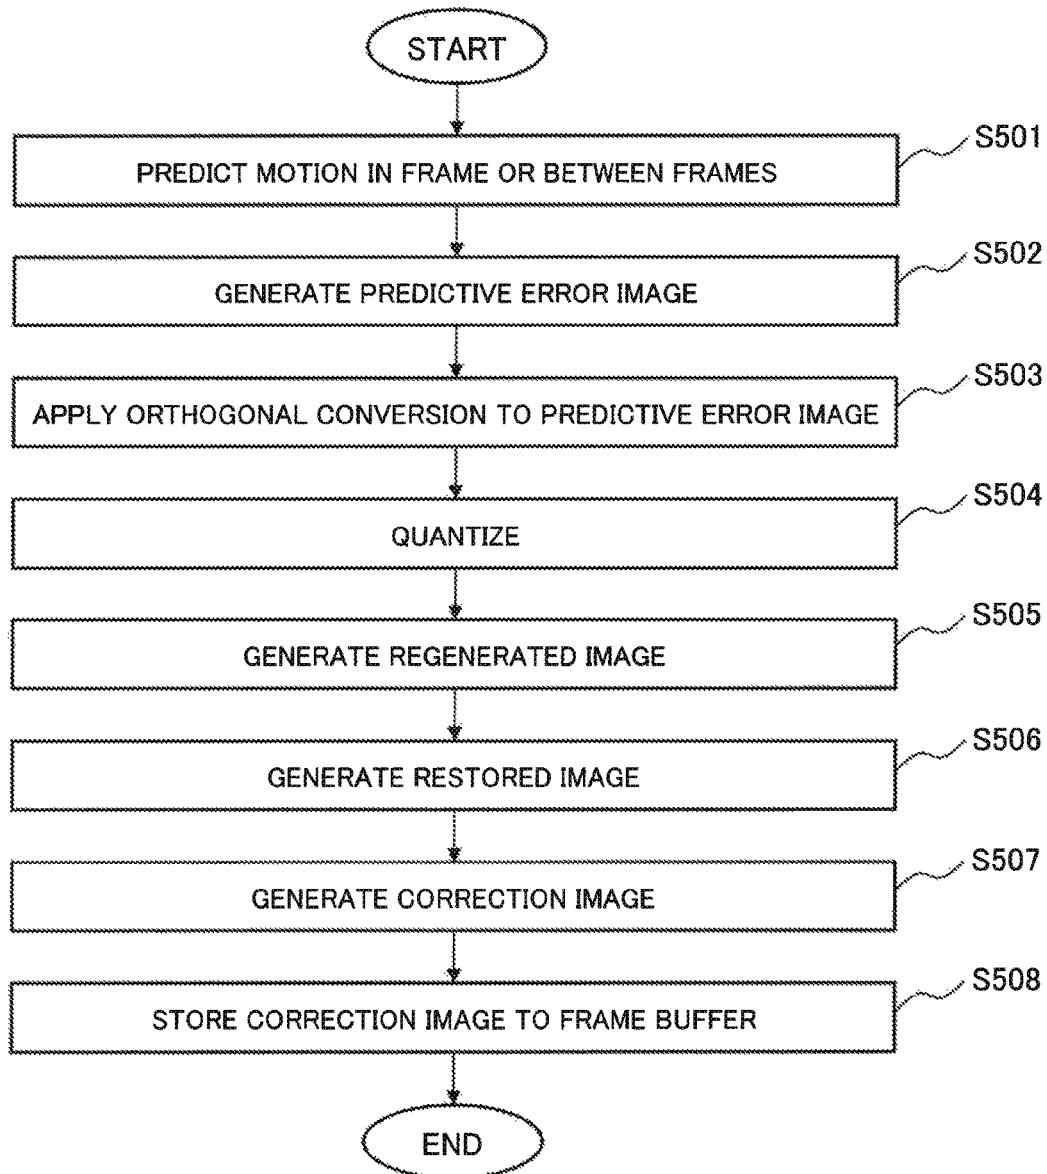 START
S501
PREDICT MOTION IN FRAME OR BETWEEN FRAMES
S502
GENERATE PREDICTIVE ERROR IMAGE
S503
APPLY ORTHOGONAL CONVERSION TO PREDICTIVE ERROR IMAGE
S504
QUANTIZE
S505
GENERATE REGENERATED IMAGE
S506
GENERATE RESTORED IMAGE
S507
GENERATE CORRECTION IMAGE
S508
STORE CORRECTION IMAGE TO FRAME BUFFER
END